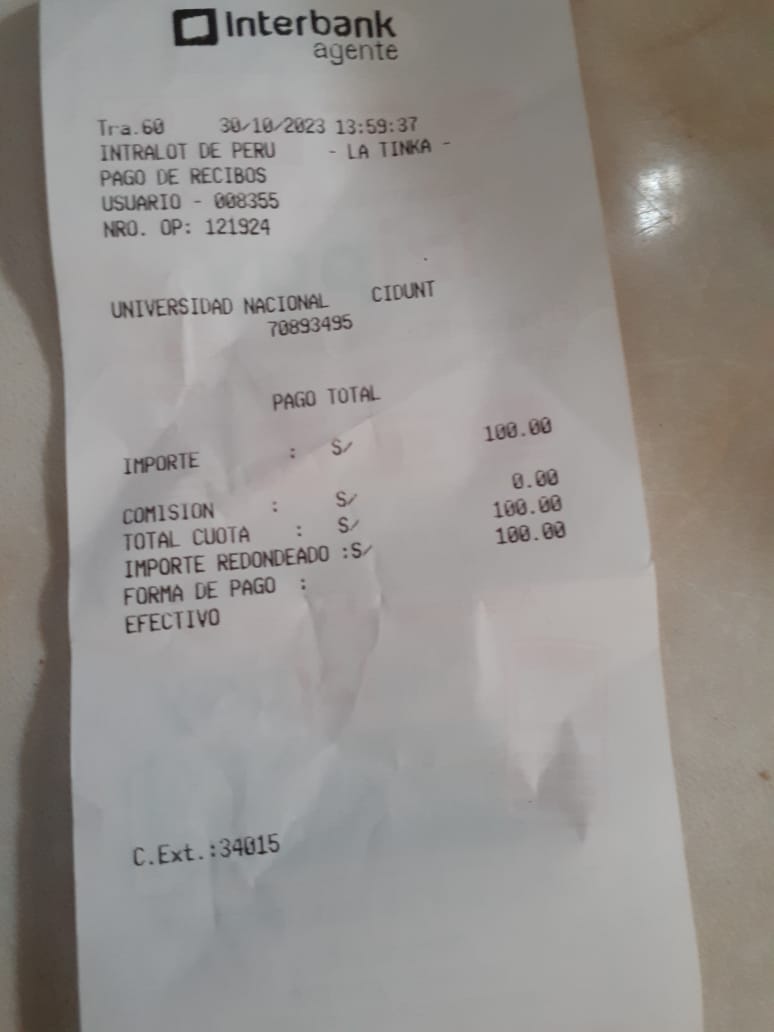 Interbank
agente
Tra.60 30/10/2023 13:59:37
INTRALOT DE PERU - LA TINKA -
PAGO DE RECIBOS
USUARIO - 008355
NRO. OP: 121924
UNIVERSIDAD NACIONAL CIDUNT
70893495
PAGO TOTAL
IMPORTE : S/ 100.00
COMISION : S/ 0.00
TOTAL CUOTA : S/ 100.00
IMPORTE REDONDEADO :S/ 100.00
FORMA DE PAGO :
EFECTIVO
C.Ext.:34015